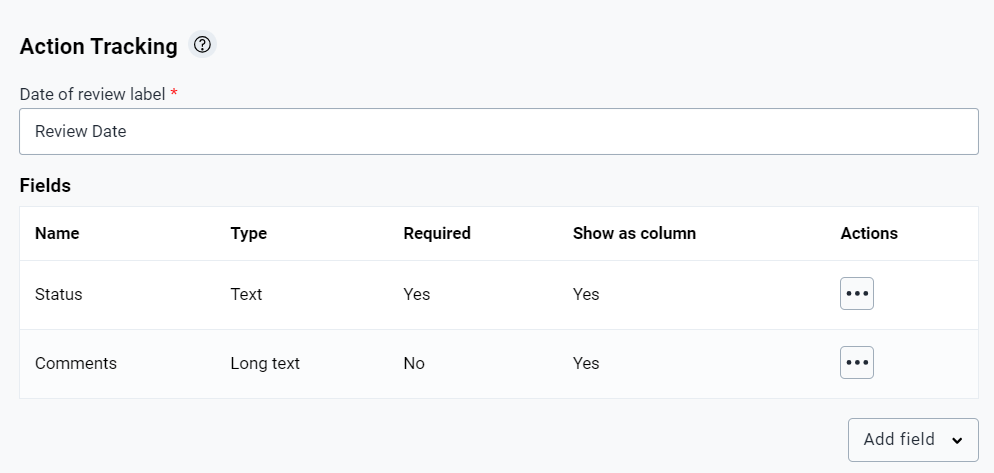 Action Tracking ?
Date of review label *
Review Date
Fields
Name Type Required Show as column Actions
Status Text Yes Yes
Comments Long text No Yes
Add field